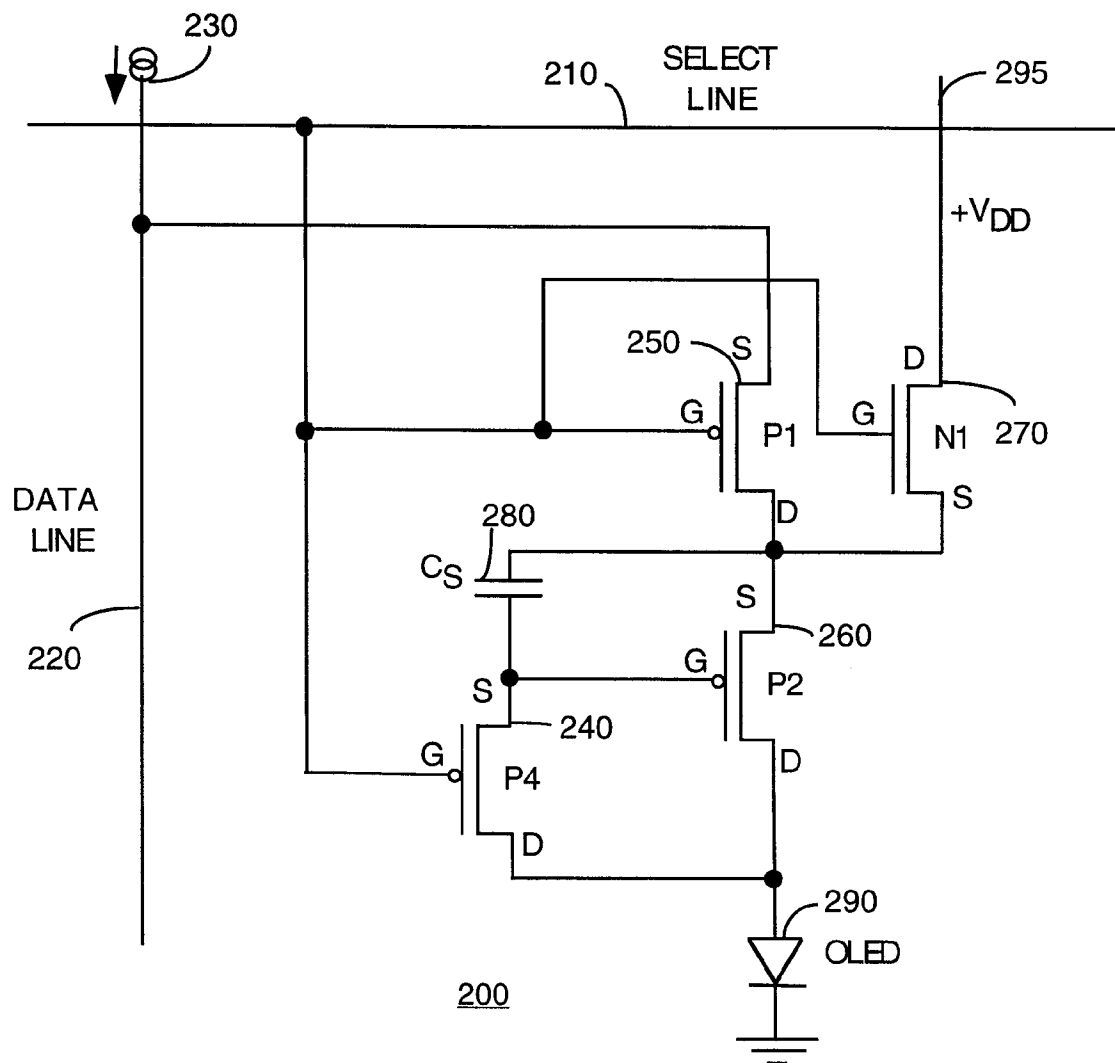 230
SELECT
LINE
210
295
+VDD
250
S
D
G
P1
G
N1
270
D
S
DATA
LINE
280
CS
S
260
220
G
P2
S
240
G
P4
D
D
290
OLED
200